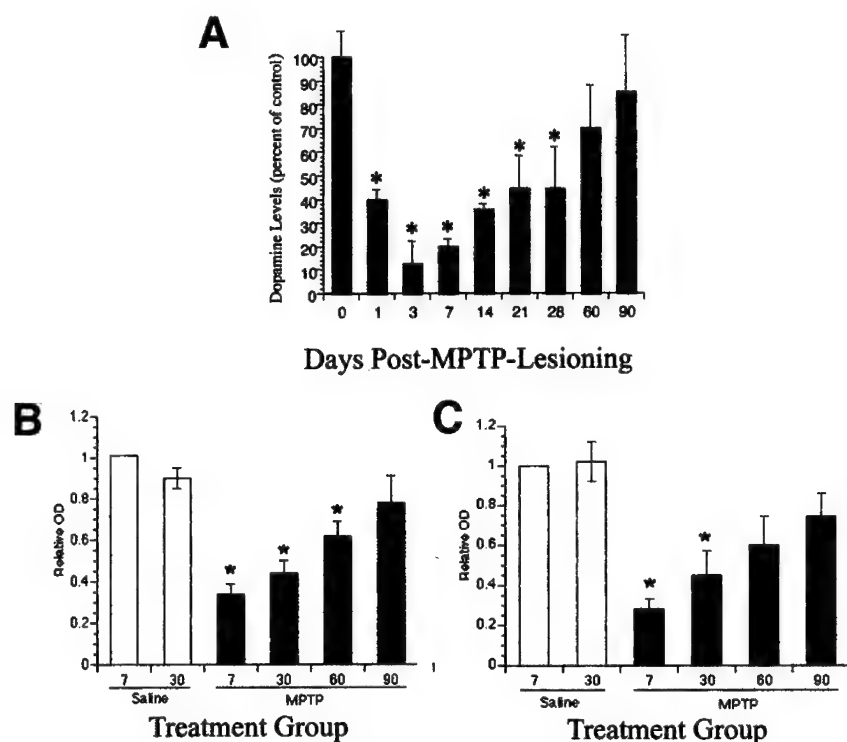 A
Dopamine Levels (percent of control)
100
90
80
70
60
50
40
30
20
10
0
* * * * * *
0 1 3 7 14 21 28 60 90
Days Post-MPTP-Lesioning
B
Relative OD
1.2
1
0.8
0.6
0.4
0.2
0
* * *
7 30 7 30 60 90
Saline MPTP
Treatment Group
C
Relative OD
1.2
1
0.8
0.6
0.4
0.2
0
* *
7 30 7 30 60 90
Saline MPTP
Treatment Group